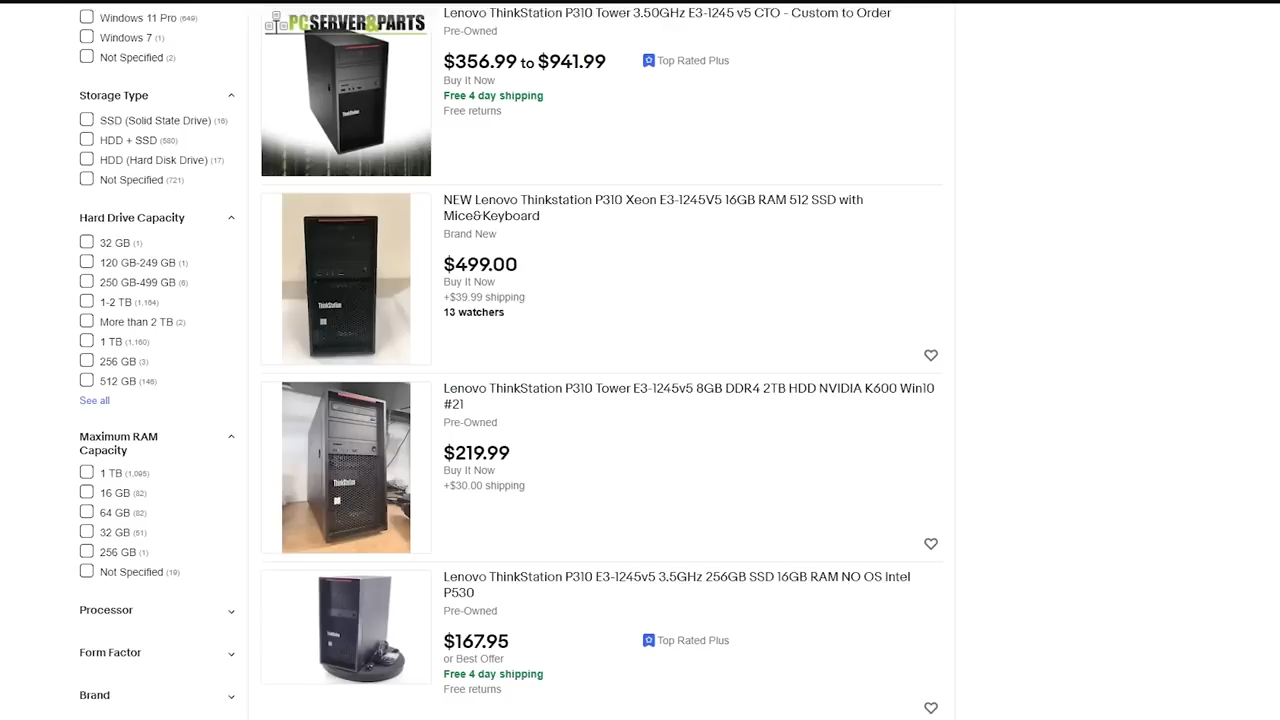 Windows 11 Pro (649)
Windows 7 (1)
Not Specified (2)
Storage Type
SSD (Solid State Drive) (16)
HDD + SSD (580)
HDD (Hard Disk Drive) (17)
Not Specified (721)
Hard Drive Capacity
32 GB (1)
120 GB-249 GB (1)
250 GB-499 GB (6)
1-2 TB (1,164)
More than 2 TB (2)
1 TB (1,160)
256 GB (3)
512 GB (146)
See all
Maximum RAM
Capacity
1 TB (1,095)
16 GB (82)
64 GB (82)
32 GB (51)
256 GB (1)
Not Specified (19)
Processor
Form Factor
Brand
PCSERVER&PARTS
ThinkStation
Lenovo ThinkStation P310 Tower 3.50GHz E3-1245 v5 CTO - Custom to Order
Pre-Owned
$356.99 to $941.99
Top Rated Plus
Buy It Now
Free 4 day shipping
Free returns
ThinkStation
NEW Lenovo Thinkstation P310 Xeon E3-1245V5 16GB RAM 512 SSD with
Mice&Keyboard
Brand New
$499.00
Buy It Now
+$39.99 shipping
13 watchers
ThinkStation
Lenovo ThinkStation P310 Tower E3-1245v5 8GB DDR4 2TB HDD NVIDIA K600 Win10
#21
Pre-Owned
$219.99
Buy It Now
+$30.00 shipping
ThinkStation
Lenovo ThinkStation P310 E3-1245v5 3.5GHz 256GB SSD 16GB RAM NO OS Intel
P530
Pre-Owned
$167.95
Top Rated Plus
or Best Offer
Free 4 day shipping
Free returns